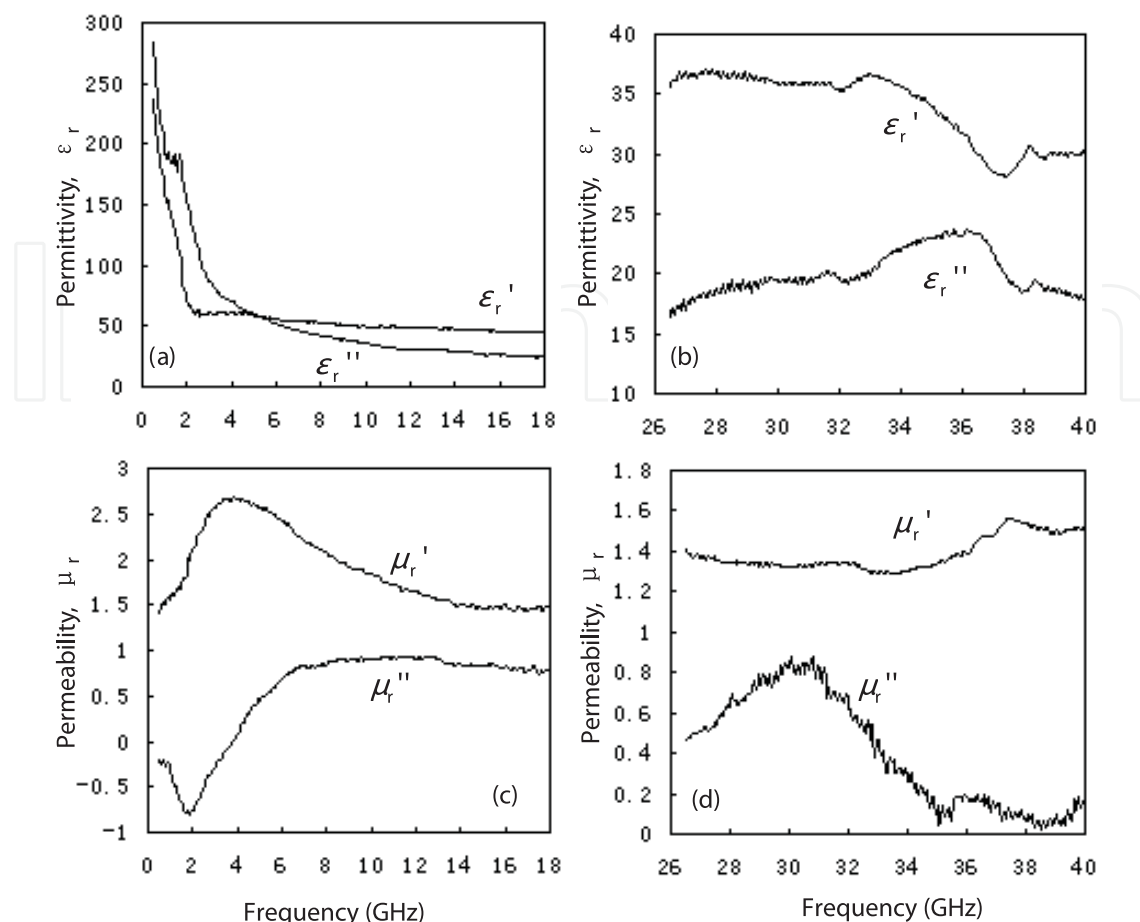 300
250
200
150
100
50
0
Permittivity, ε r
εr'
εr''
(a)
0 2 4 6 8 10 12 14 16 18
40
35
30
25
20
15
10
Permittivity, ε r
εr'
εr''
(b)
26 28 30 32 34 36 38 40
3
2.5
2
1.5
1
0.5
0
-0.5
-1
Permeability, μ r
μr'
μr''
(c)
0 2 4 6 8 10 12 14 16 18
Frequency (GHz)
1.8
1.6
1.4
1.2
1
0.8
0.6
0.4
0.2
0
Permeability, μ r
μr'
μr''
(d)
26 28 30 32 34 36 38 40
Frequency (GHz)